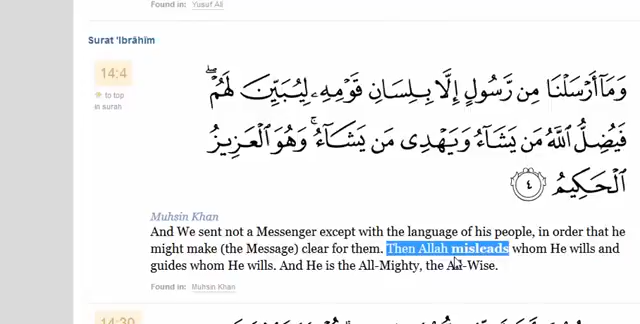 Found in: Yusuf Ali
Surat 'Ibrâhîm
14:4
to top
in surah
وَمَآ أَرْسَلْنَا مِن رَّسُولٍ إِلَّا بِلِسَانِ قَوْمِهِۦ لِيُبَيِّنَ لَهُمْ ۖ
فَيُضِلُّ ٱللَّهُ مَن يَشَآءُ وَيَهْدِى مَن يَشَآءُ ۚ وَهُوَ ٱلْعَزِيزُ
ٱلْحَكِيمُ ٤
Muhsin Khan
And We sent not a Messenger except with the language of his people, in order that he
might make (the Message) clear for them. Then Allah misleads whom He wills and
guides whom He wills. And He is the All-Mighty, the All-Wise.
Found in: Muhsin Khan
14:30